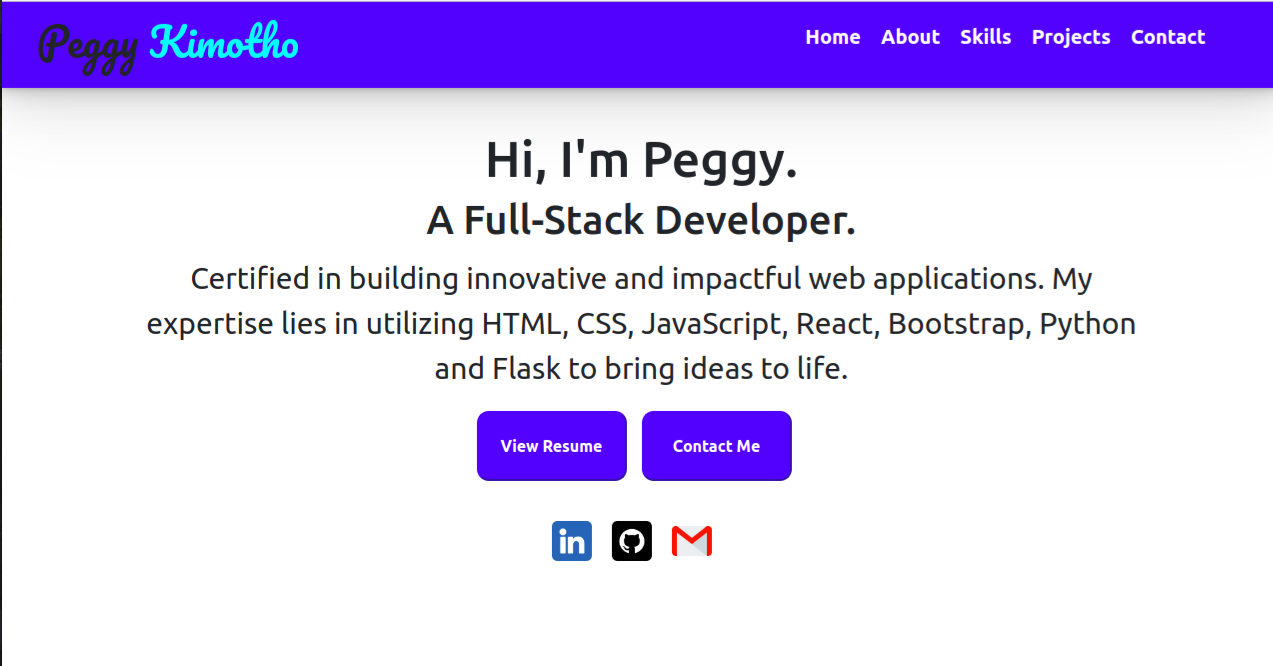 Peggy Kimotho
Home About Skills Projects Contact
Hi, I'm Peggy.
A Full-Stack Developer.
Certified in building innovative and impactful web applications. My
expertise lies in utilizing HTML, CSS, JavaScript, React, Bootstrap, Python
and Flask to bring ideas to life.
View Resume
Contact Me
in